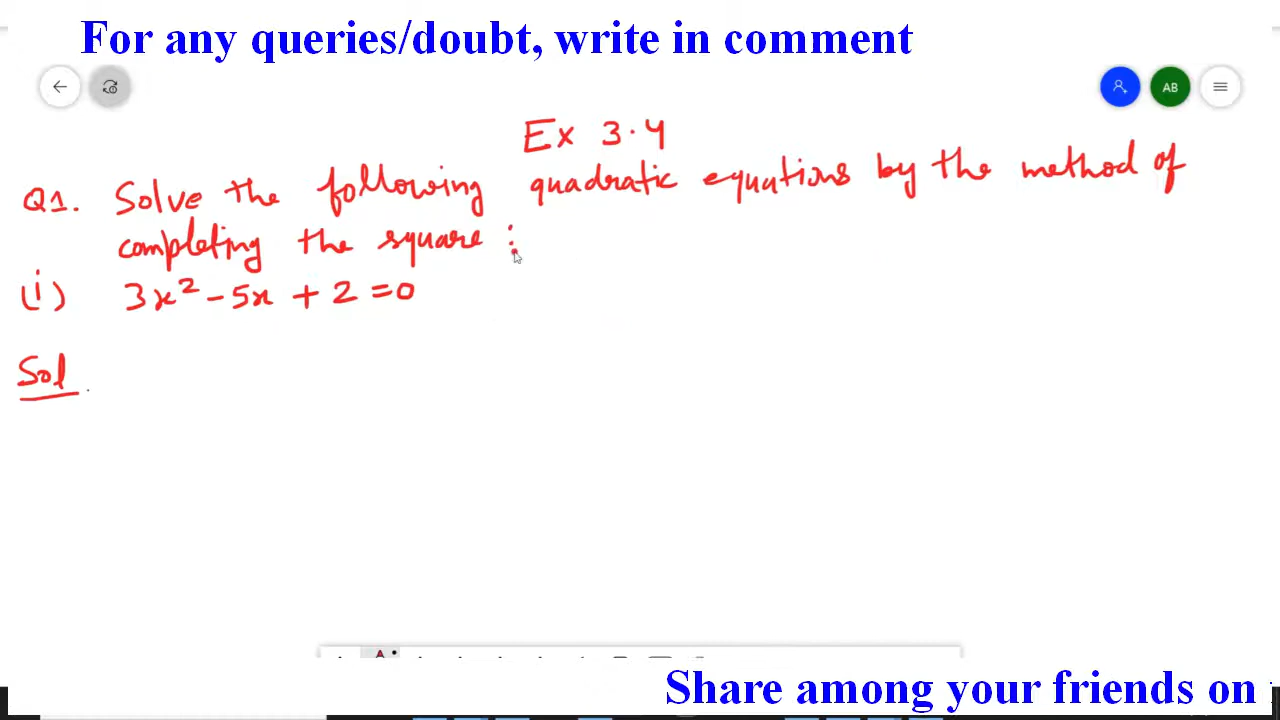 For any queries/doubt, write in comment
AB
Ex 3.4
Q1. Solve the following quadratic equations by the method of
completing the square :
(i) 3x² - 5x + 2 = 0
Sol
Share among your friends on